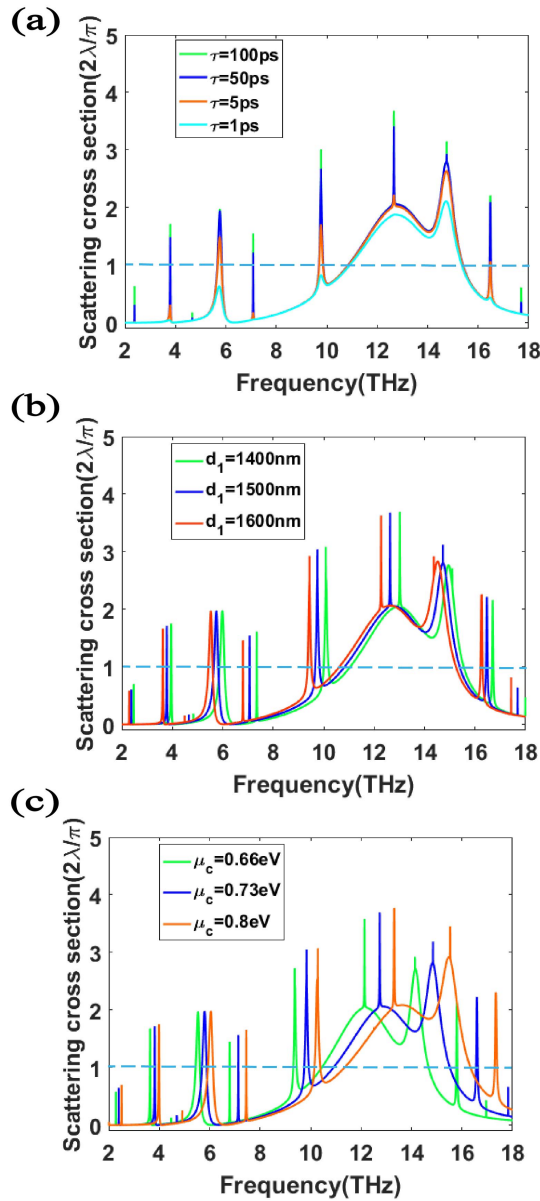 (a)
Scattering cross section(2λ/π)
5
4
3
2
1
0
τ=100ps
τ=50ps
τ=5ps
τ=1ps
2 4 6 8 10 12 14 16 18
Frequency(THz)
(b)
Scattering cross section(2λ/π)
5
4
3
2
1
0
d₁=1400nm
d₁=1500nm
d₁=1600nm
2 4 6 8 10 12 14 16 18
Frequency(THz)
(c)
Scattering cross section(2λ/π)
5
4
3
2
1
0
μc=0.66eV
μc=0.73eV
μc=0.8eV
2 4 6 8 10 12 14 16 18
Frequency(THz)